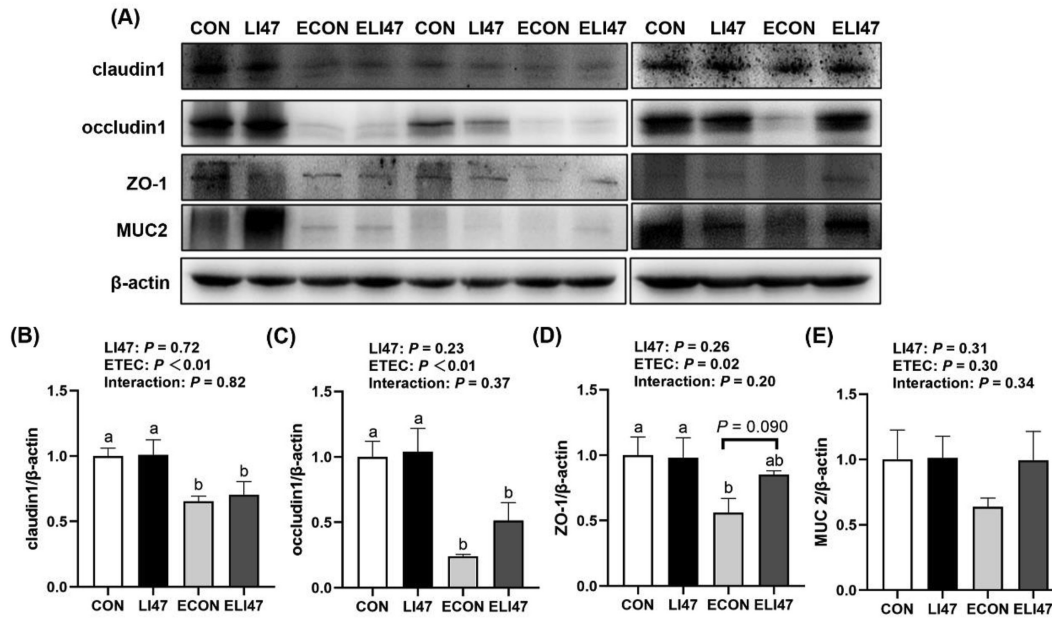 (A)
CON LI47 ECON ELI47 CON LI47 ECON ELI47 CON LI47 ECON ELI47
claudin1
occludin1
ZO-1
MUC2
β-actin
(B)
LI47: P = 0.72
ETEC: P <0.01
Interaction: P = 0.82
claudin1/β-actin
1.5
1.0
0.5
0.0
a
a
b
b
CON LI47 ECON ELI47
(C)
LI47: P = 0.23
ETEC: P <0.01
Interaction: P = 0.37
occludin1/β-actin
1.5
1.0
0.5
0.0
a
a
b
b
CON LI47 ECON ELI47
(D)
LI47: P = 0.26
ETEC: P = 0.02
Interaction: P = 0.20
ZO-1/β-actin
1.5
1.0
0.5
0.0
P = 0.090
a
a
b
ab
CON LI47 ECON ELI47
(E)
LI47: P = 0.31
ETEC: P = 0.30
Interaction: P = 0.34
MUC 2/β-actin
1.5
1.0
0.5
0.0
CON LI47 ECON ELI47